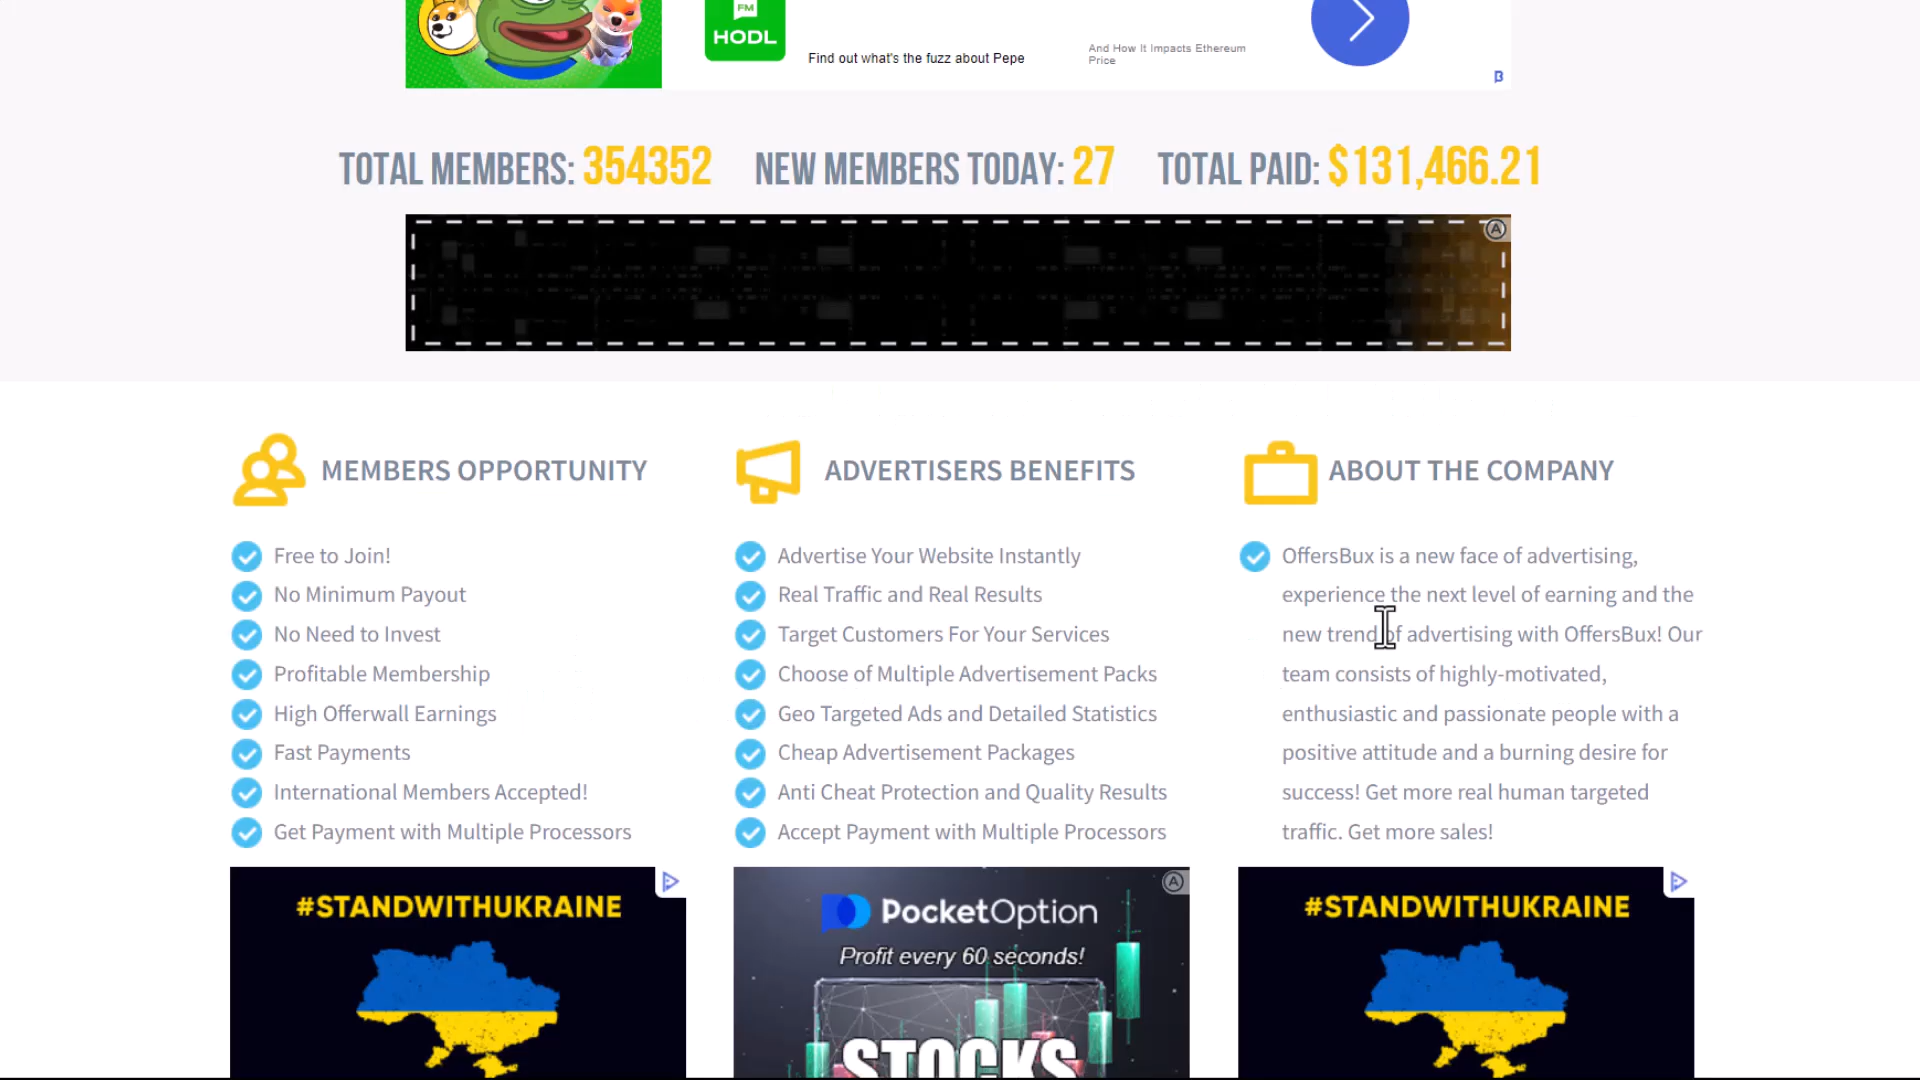 FM
HODL
Find out what's the fuzz about Pepe
And How It Impacts Ethereum
Price
TOTAL MEMBERS: 354352 NEW MEMBERS TODAY: 27 TOTAL PAID: $131,466.21
A
MEMBERS OPPORTUNITY
Free to Join!
No Minimum Payout
No Need to Invest
Profitable Membership
High Offerwall Earnings
Fast Payments
International Members Accepted!
Get Payment with Multiple Processors
#STANDWITHUKRAINE
ADVERTISERS BENEFITS
Advertise Your Website Instantly
Real Traffic and Real Results
Target Customers For Your Services
Choose of Multiple Advertisement Packs
Geo Targeted Ads and Detailed Statistics
Cheap Advertisement Packages
Anti Cheat Protection and Quality Results
Accept Payment with Multiple Processors
A
PocketOption
Profit every 60 seconds!
STOCKS
ABOUT THE COMPANY
OffersBux is a new face of advertising,
experience the next level of earning and the
new trend of advertising with OffersBux! Our
team consists of highly-motivated,
enthusiastic and passionate people with a
positive attitude and a burning desire for
success! Get more real human targeted
traffic. Get more sales!
#STANDWITHUKRAINE